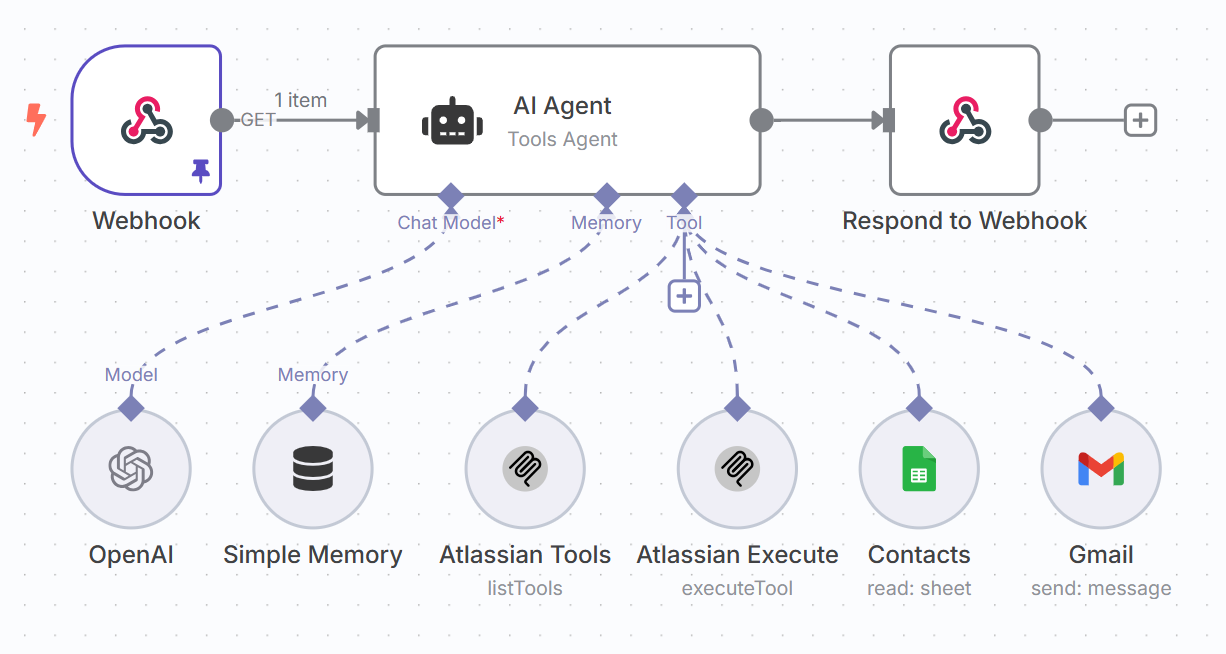 1 item
GET
AI Agent
Tools Agent
Webhook
Chat Model*
Memory
Tool
Respond to Webhook
Model
Memory
OpenAI
Simple Memory
Atlassian Tools
listTools
Atlassian Execute
executeTool
Contacts
read: sheet
Gmail
send: message